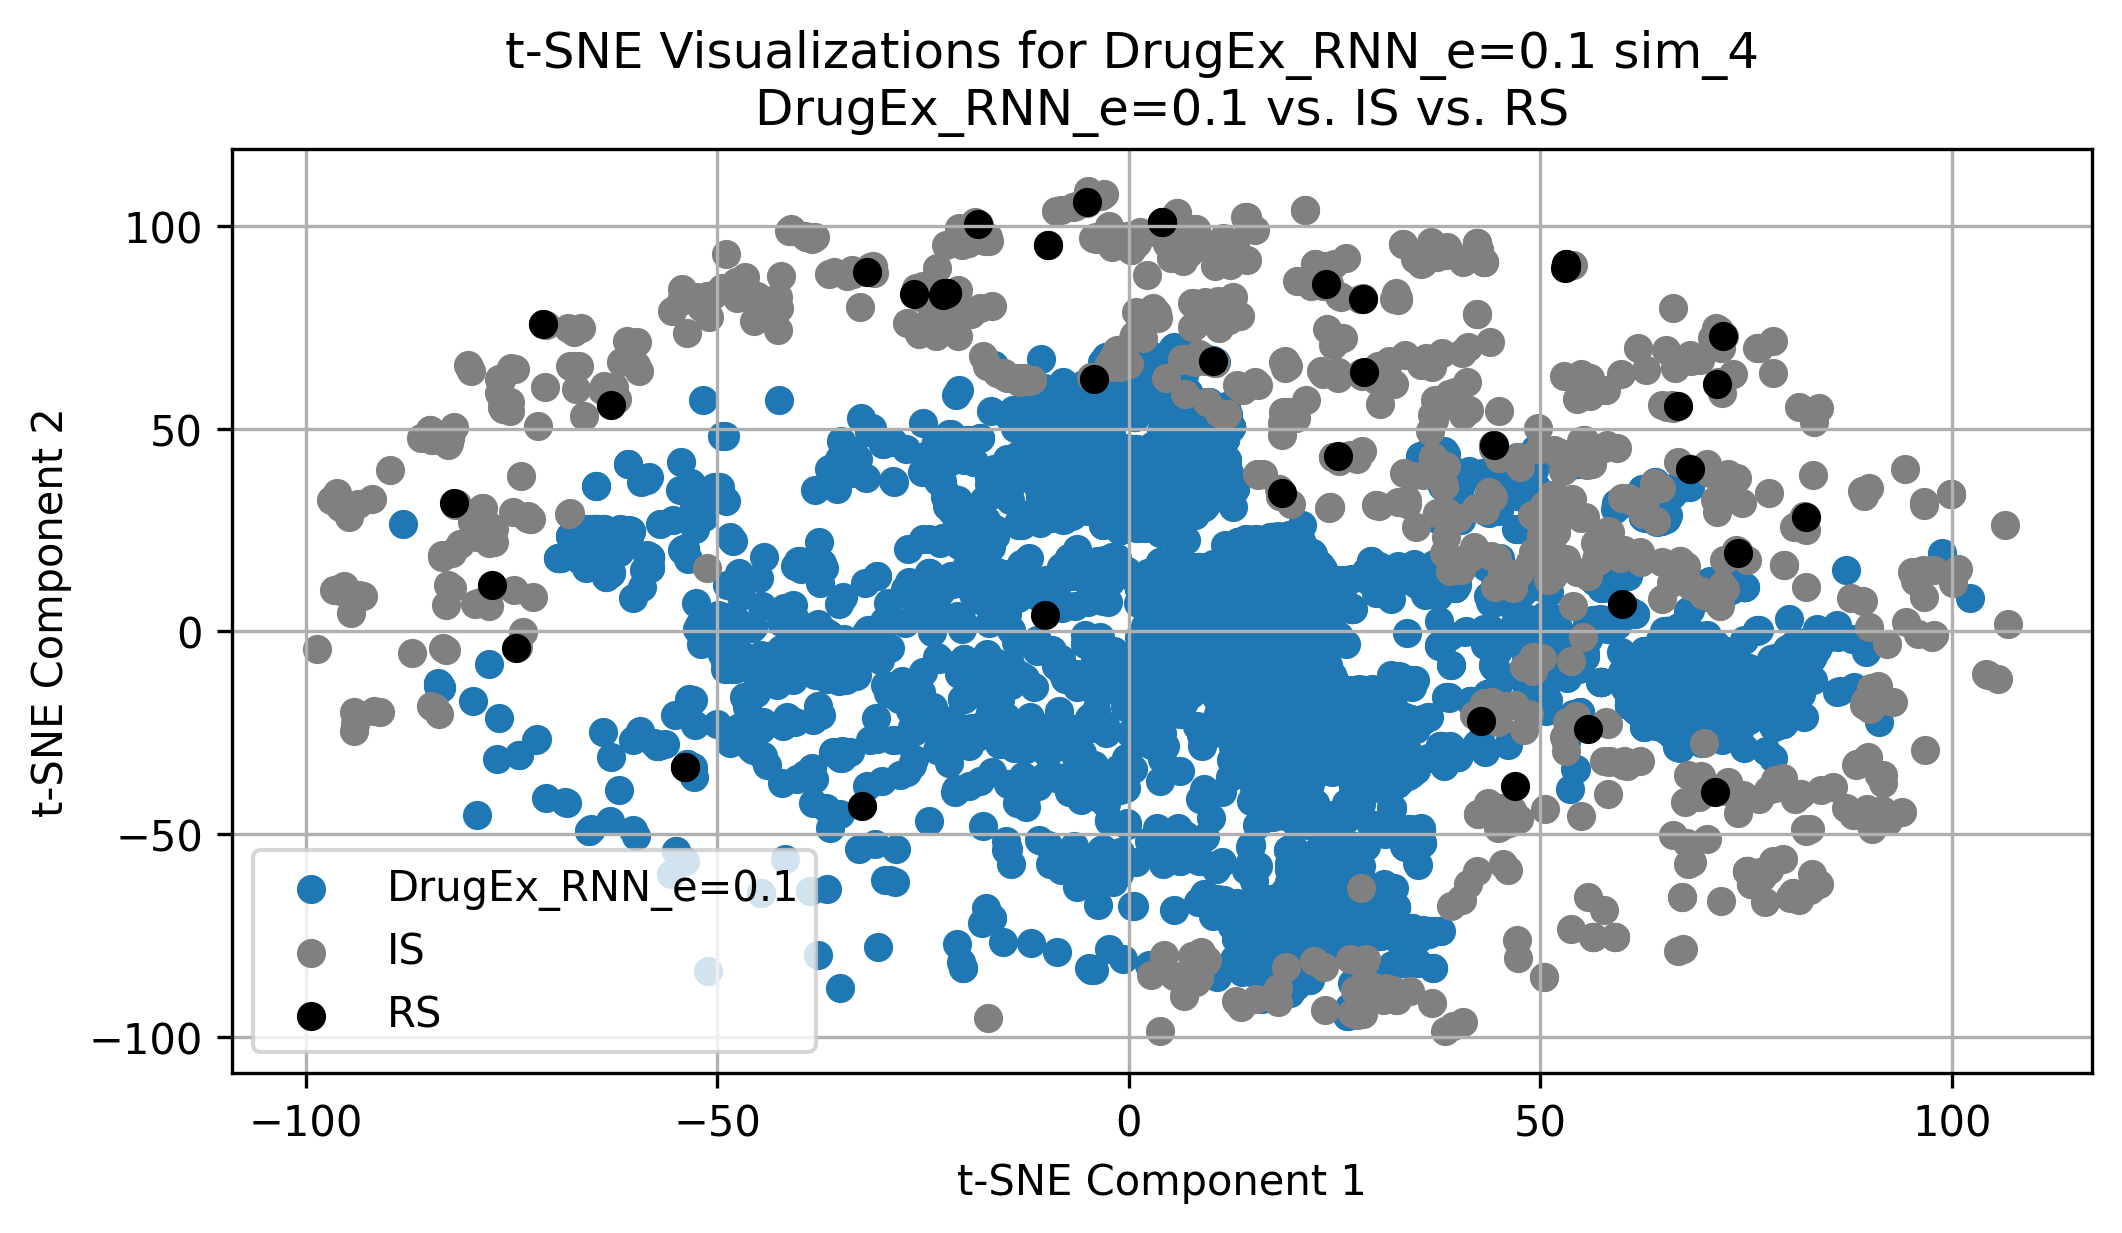 t-SNE Visualizations for DrugEx_RNN_e=0.1 sim_4
DrugEx_RNN_e=0.1 vs. IS vs. RS
t-SNE Component 2
100
50
0
−50
−100
DrugEx_RNN_e=0.1
IS
RS
−100
−50
0
50
100
t-SNE Component 1